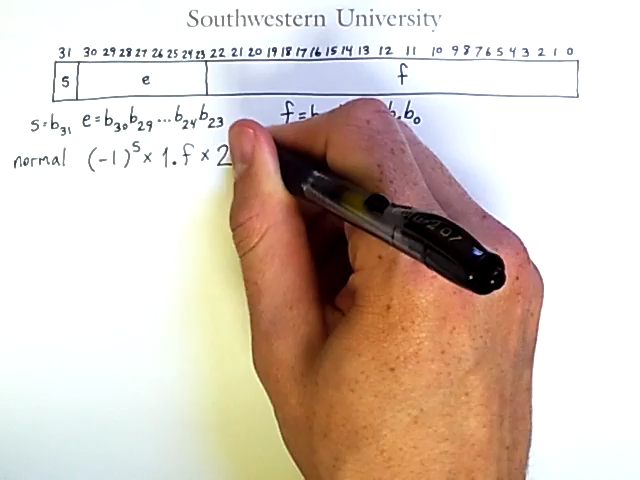 Southwestern University
31 30 29 28 27 26 25 24 23 22 21 20 19 18 17 16 15 14 13 12 11 10 9 8 7 6 5 4 3 2 1 0
s e f
s=b₃₁ e=b₃₀b₂₉...b₂₄b₂₃ f= b₀
normal (-1)ˢ × 1.f × 2